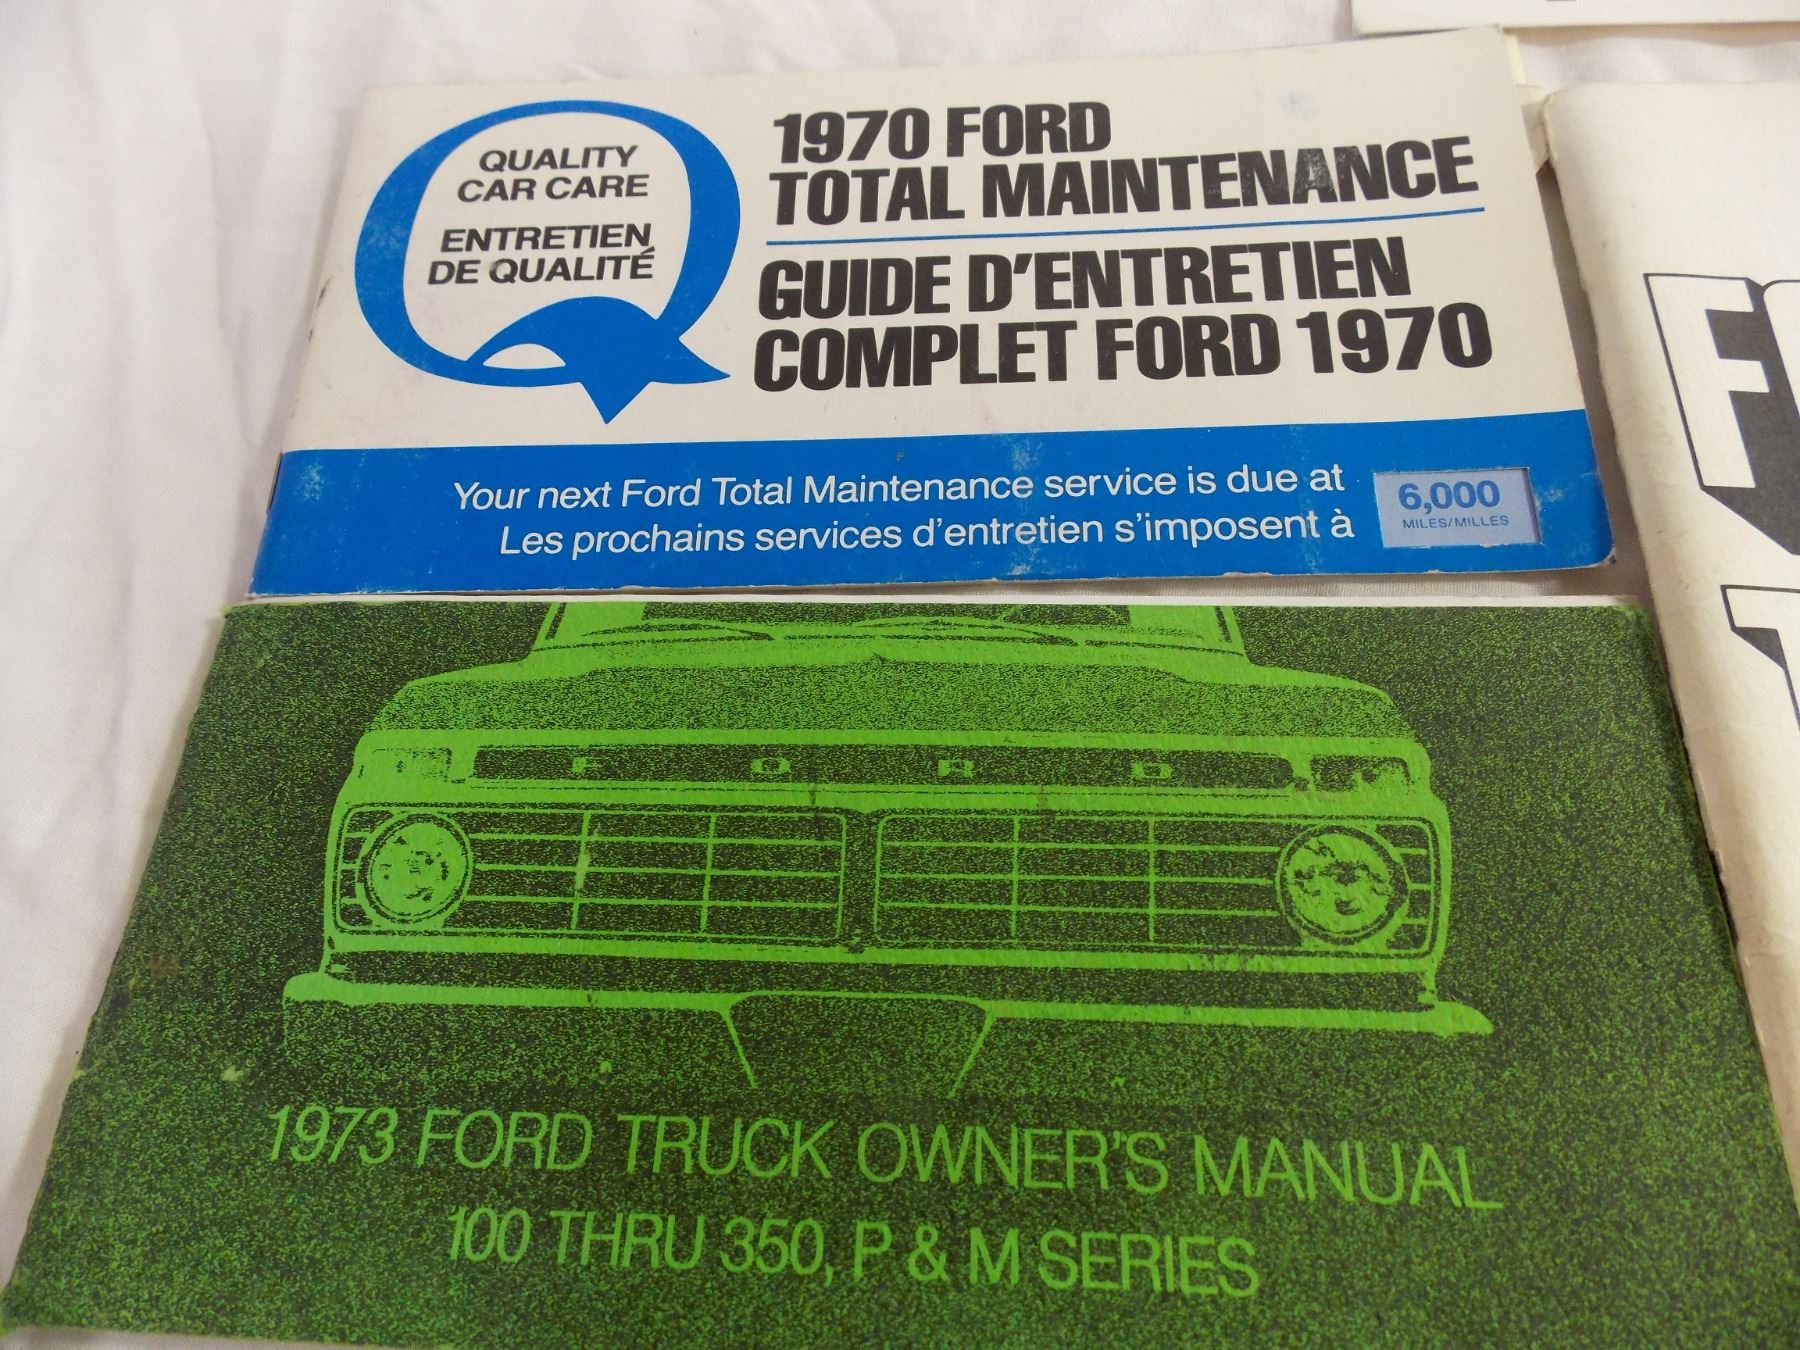 QUALITY
CAR CARE
ENTRETIEN
DE QUALITÉ
1970 FORD
TOTAL MAINTENANCE
GUIDE D'ENTRETIEN
COMPLET FORD 1970
Your next Ford Total Maintenance service is due at
Les prochains services d'entretien s'imposent à
6,000
MILES/MILLES
FORD
1973 FORD TRUCK OWNER'S MANUAL
100 THRU 350, P & M SERIES